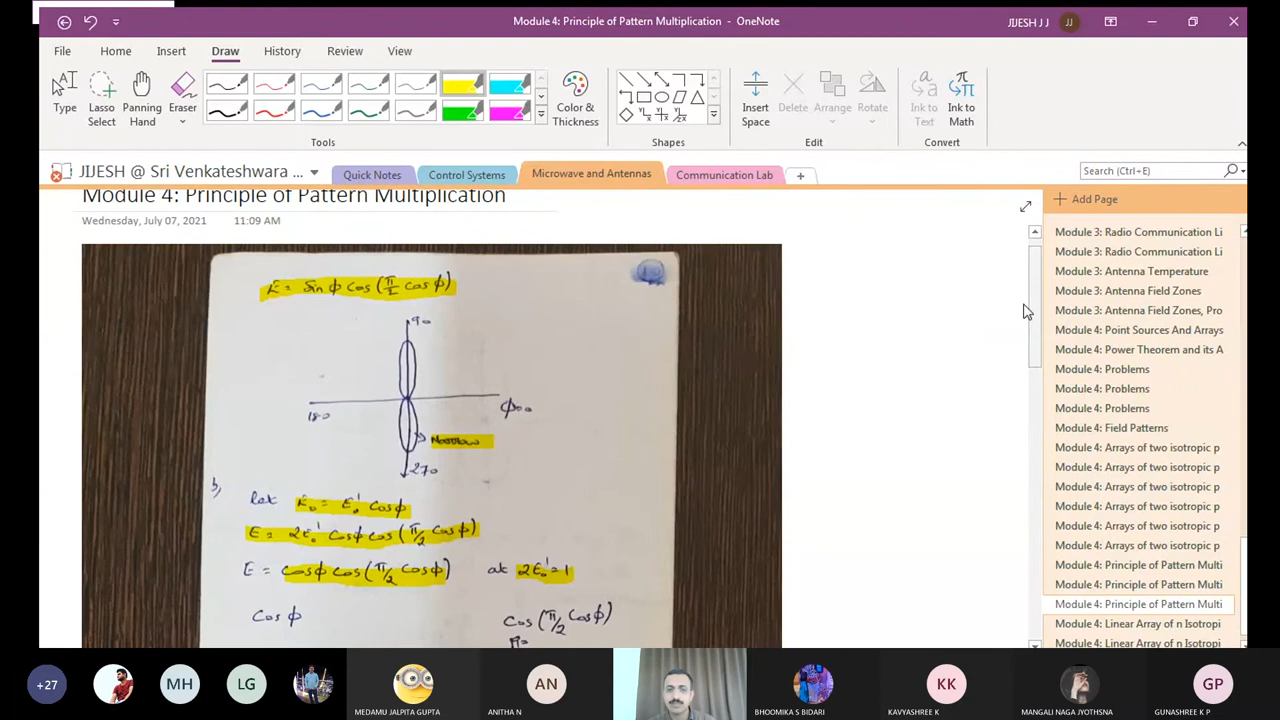 Module 4: Principle of Pattern Multiplication - OneNote
JIJESH J J
JJ
File Home Insert Draw History Review View
Type
Lasso Select
Panning Hand
Eraser
Color & Thickness
Insert Space
Delete
Arrange
Rotate
Ink to Text
Ink to Math
Tools
Shapes
Edit
Convert
JIJESH @ Sri Venkateshwara ...
Quick Notes
Control Systems
Microwave and Antennas
Communication Lab
Search (Ctrl+E)
Module 4: Principle of Pattern Multiplication
Wednesday, July 07, 2021 11:09 AM
E = Sin φ Cos (π/2 Cos φ)
90
180
φ=0
Narrow
270
b,
let E₀ = E₀' Cos φ
E = 2E₀' Cos φ Cos (π/2 Cos φ)
E = Cos φ Cos (π/2 Cos φ) at 2E₀' = 1
Cos φ Cos (π/2 Cos φ)
Add Page
Module 3: Radio Communication Li
Module 3: Radio Communication Li
Module 3: Antenna Temperature
Module 3: Antenna Field Zones
Module 3: Antenna Field Zones, Pro
Module 4: Point Sources And Arrays
Module 4: Power Theorem and its A
Module 4: Problems
Module 4: Problems
Module 4: Problems
Module 4: Field Patterns
Module 4: Arrays of two isotropic p
Module 4: Arrays of two isotropic p
Module 4: Arrays of two isotropic p
Module 4: Arrays of two isotropic p
Module 4: Arrays of two isotropic p
Module 4: Arrays of two isotropic p
Module 4: Principle of Pattern Multi
Module 4: Principle of Pattern Multi
Module 4: Principle of Pattern Multi
Module 4: Linear Array of n Isotropi
Module 4: Linear Array of n Isotropi
+27
MH
LG
MEDAMU JALPITA GUPTA
AN
ANITHA N
BHOOMIKA S BIDARI
KK
KAVYASHREE K
MANGALI NAGA JYOTHSNA
GP
GUNASHREE K P